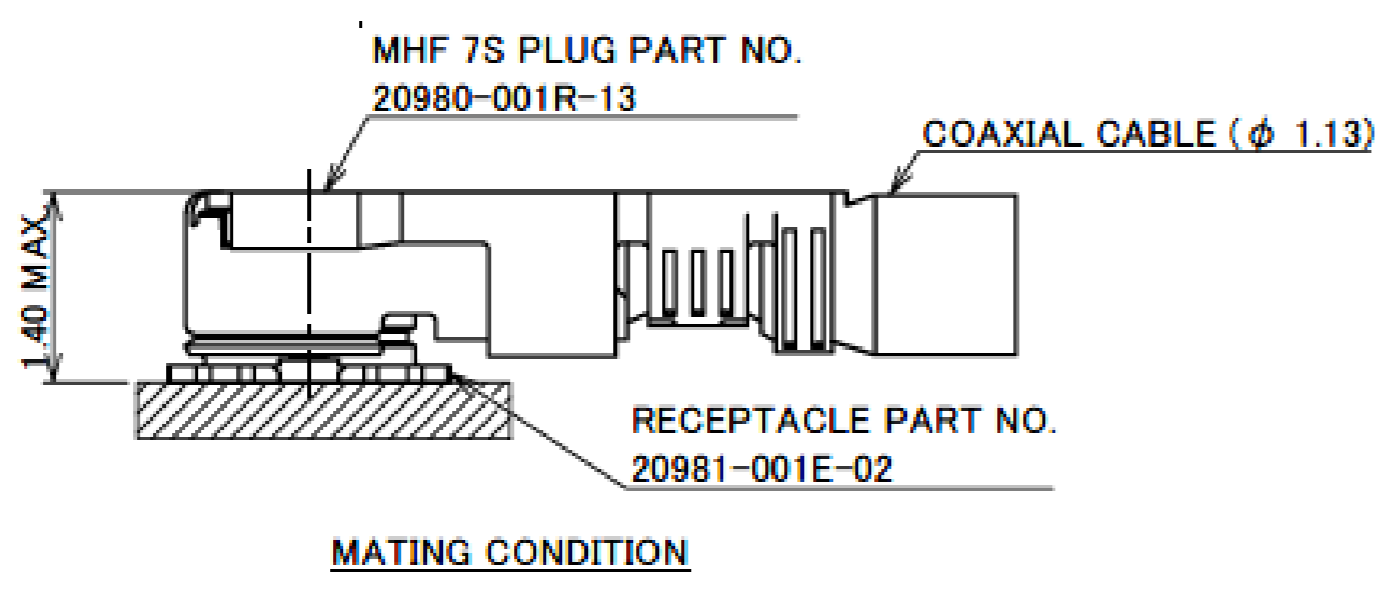 MHF 7S PLUG PART NO.
20980-001R-13
COAXIAL CABLE (ϕ 1.13)
1.40 MAX
RECEPTACLE PART NO.
20981-001E-02
MATING CONDITION